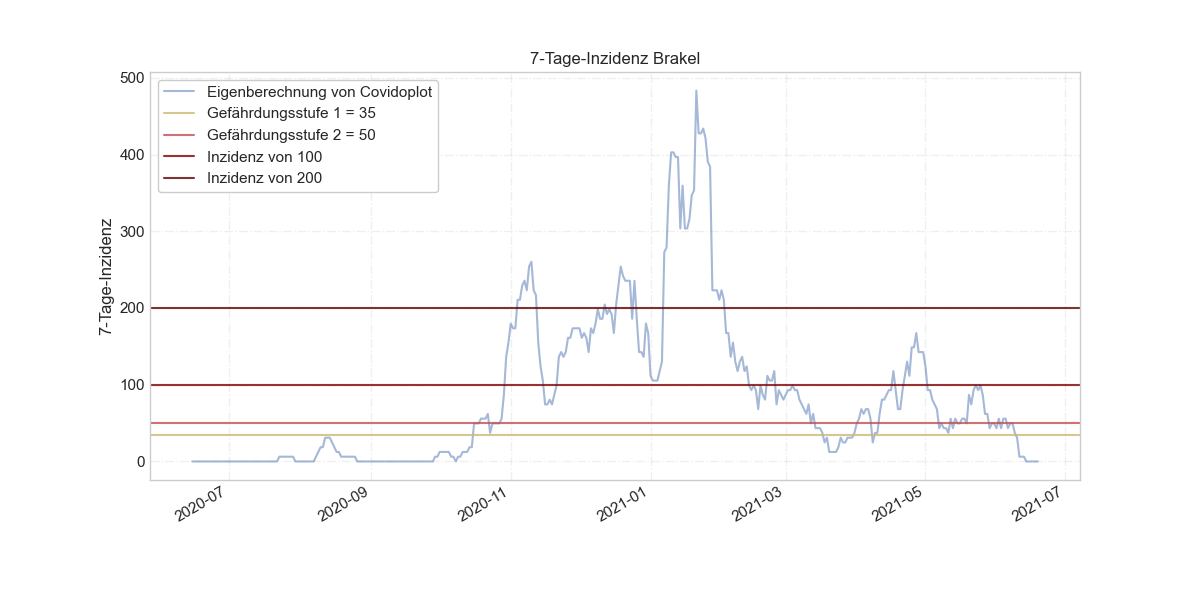 7-Tage-Inzidenz Brakel
Eigenberechnung von Covidoplot
Gefährdungsstufe 1 = 35
Gefährdungsstufe 2 = 50
Inzidenz von 100
Inzidenz von 200
7-Tage-Inzidenz
500
400
300
200
100
0
2020-07
2020-09
2020-11
2021-01
2021-03
2021-05
2021-07